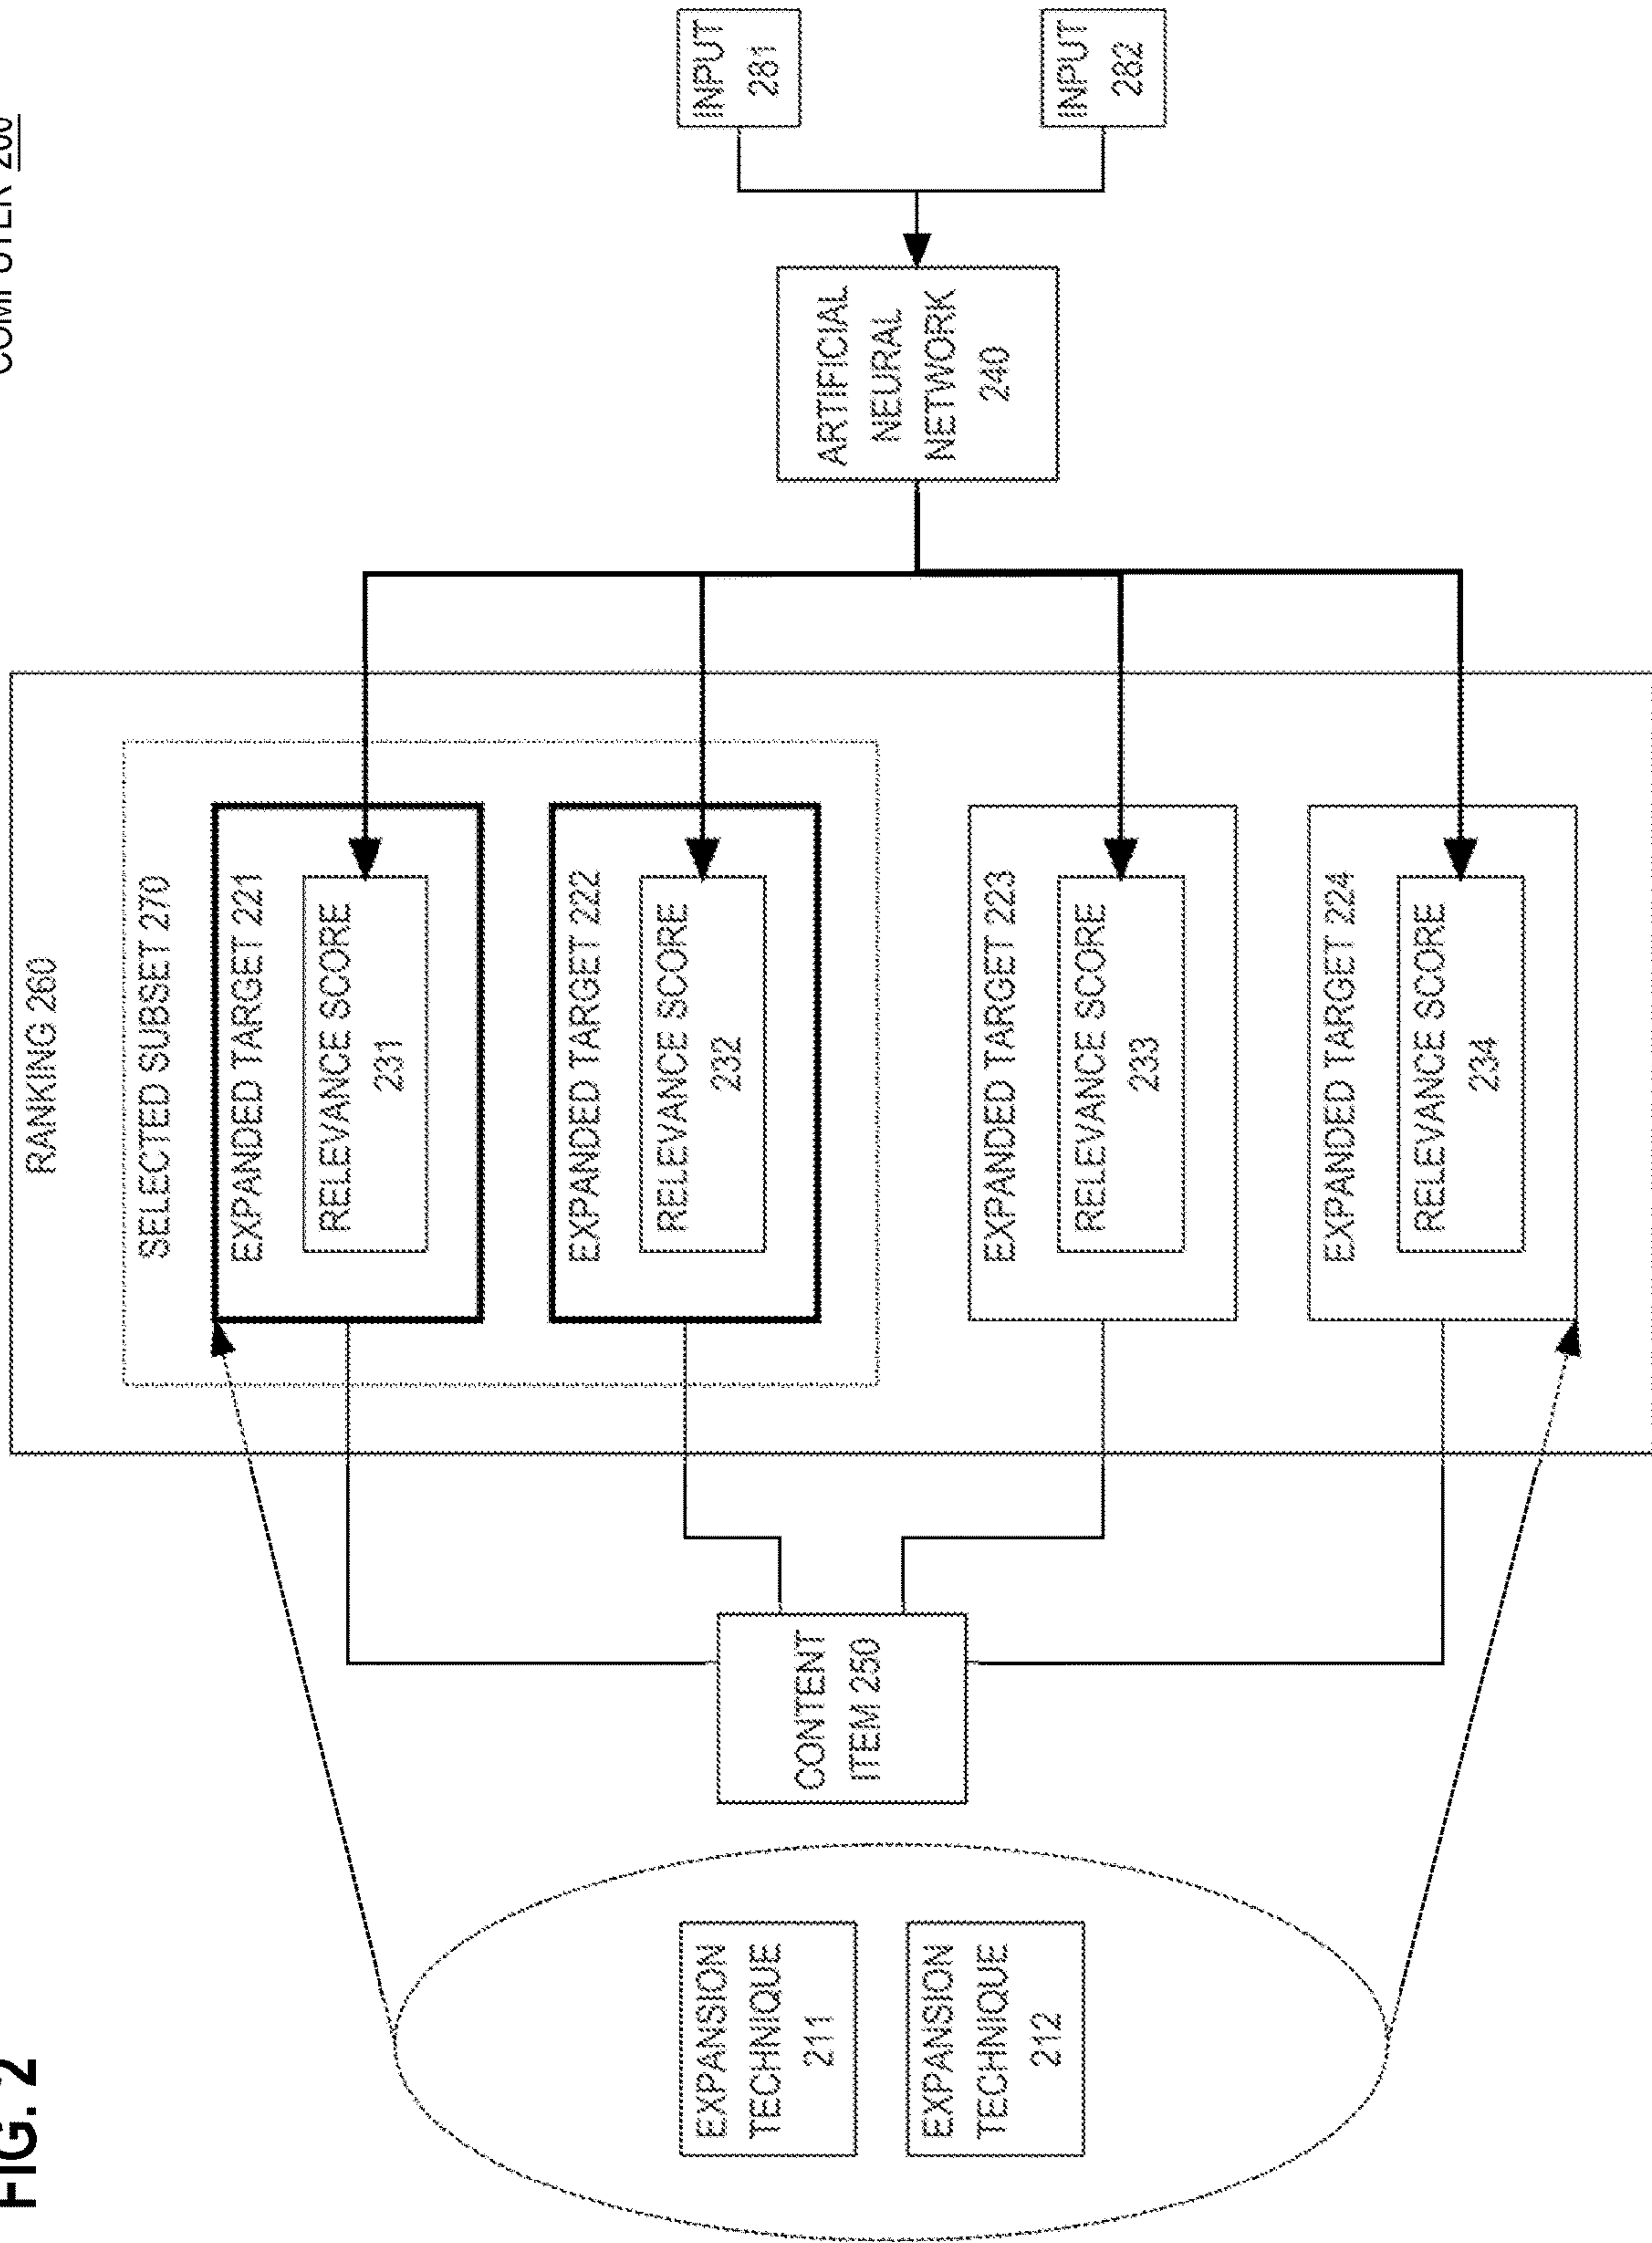 FIG. 2
COMPUTER 200
RANKING 260
SELECTED SUBSET 270
EXPANDED TARGET 221
RELEVANCE SCORE
231
EXPANDED TARGET 222
RELEVANCE SCORE
232
EXPANDED TARGET 223
RELEVANCE SCORE
233
EXPANDED TARGET 224
RELEVANCE SCORE
234
EXPANSION
TECHNIQUE
211
EXPANSION
TECHNIQUE
212
CONTENT
ITEM 250
ARTIFICIAL
NEURAL
NETWORK
240
INPUT
281
INPUT
282